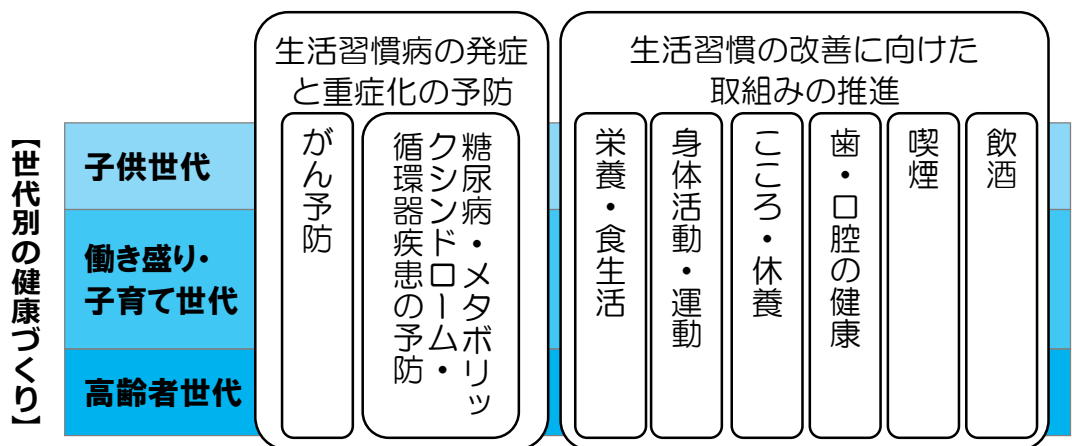 【世代別の健康づくり】
子供世代
働き盛り・
子育て世代
高齢者世代
生活習慣病の発症
と重症化の予防
がん予防
糖尿病・メタボリッ
クシンドローム・
循環器疾患の予防
生活習慣の改善に向けた
取組みの推進
栄養・食生活
身体活動・運動
こころ・休養
歯・口腔の健康
喫煙
飲酒